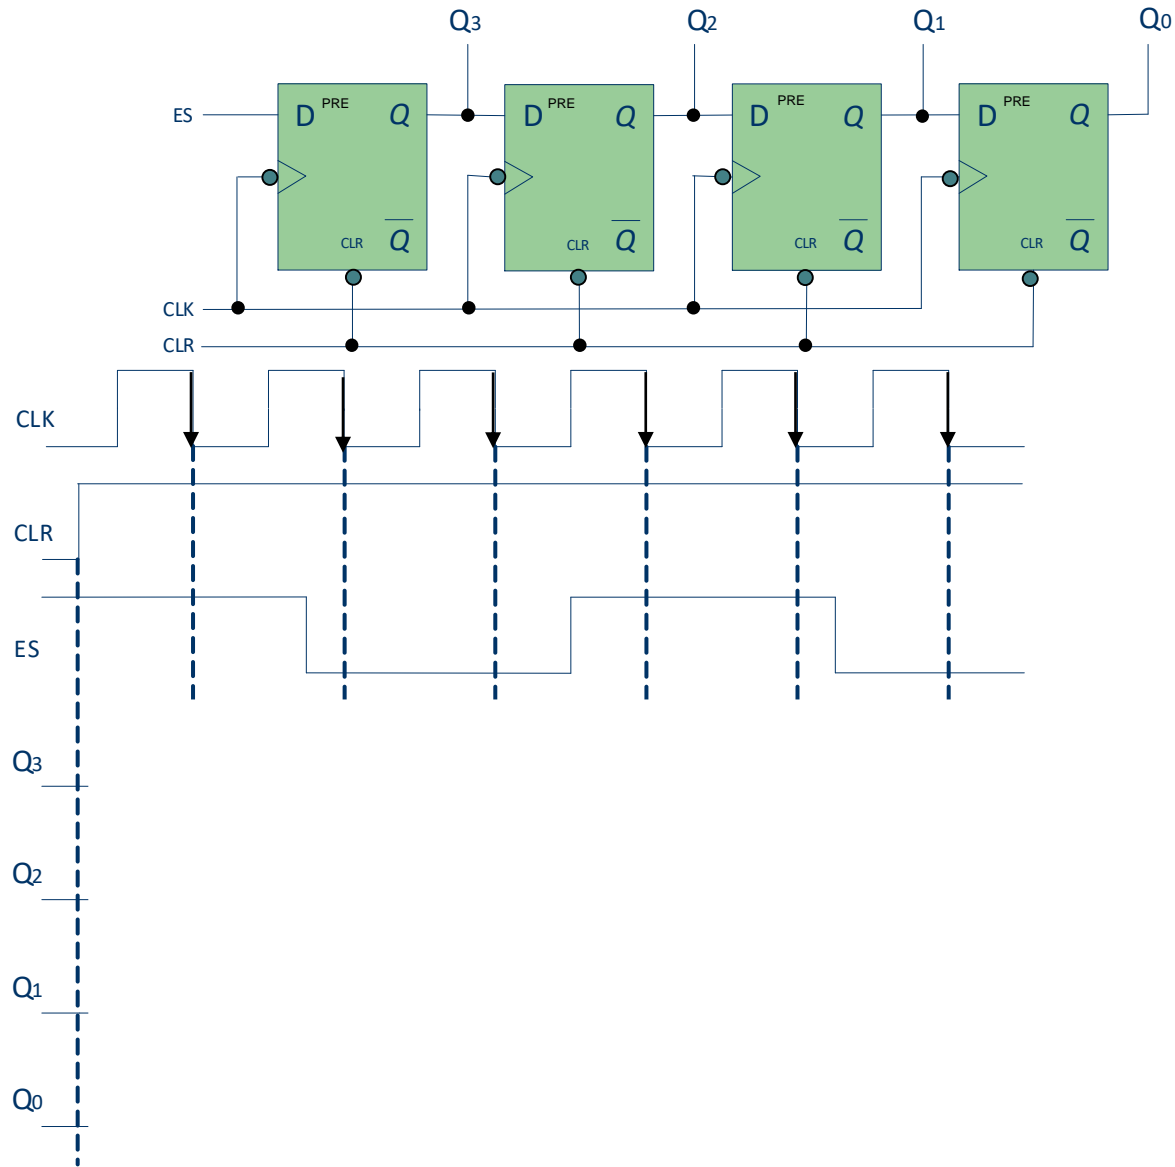 Q3 Q2 Q1 Q0
ES D PRE Q D PRE Q D PRE Q D PRE Q
CLR Q CLR Q CLR Q CLR Q
CLK
CLR
CLK
CLR
ES
Q3
Q2
Q1
Q0